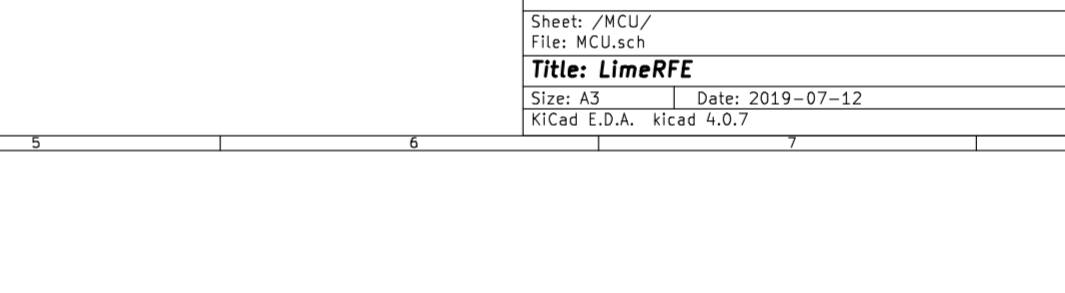 Sheet: /MCU/
File: MCU.sch
Title: LimeRFE
Size: A3 Date: 2019-07-12
KiCad E.D.A. kicad 4.0.7
5 6 7